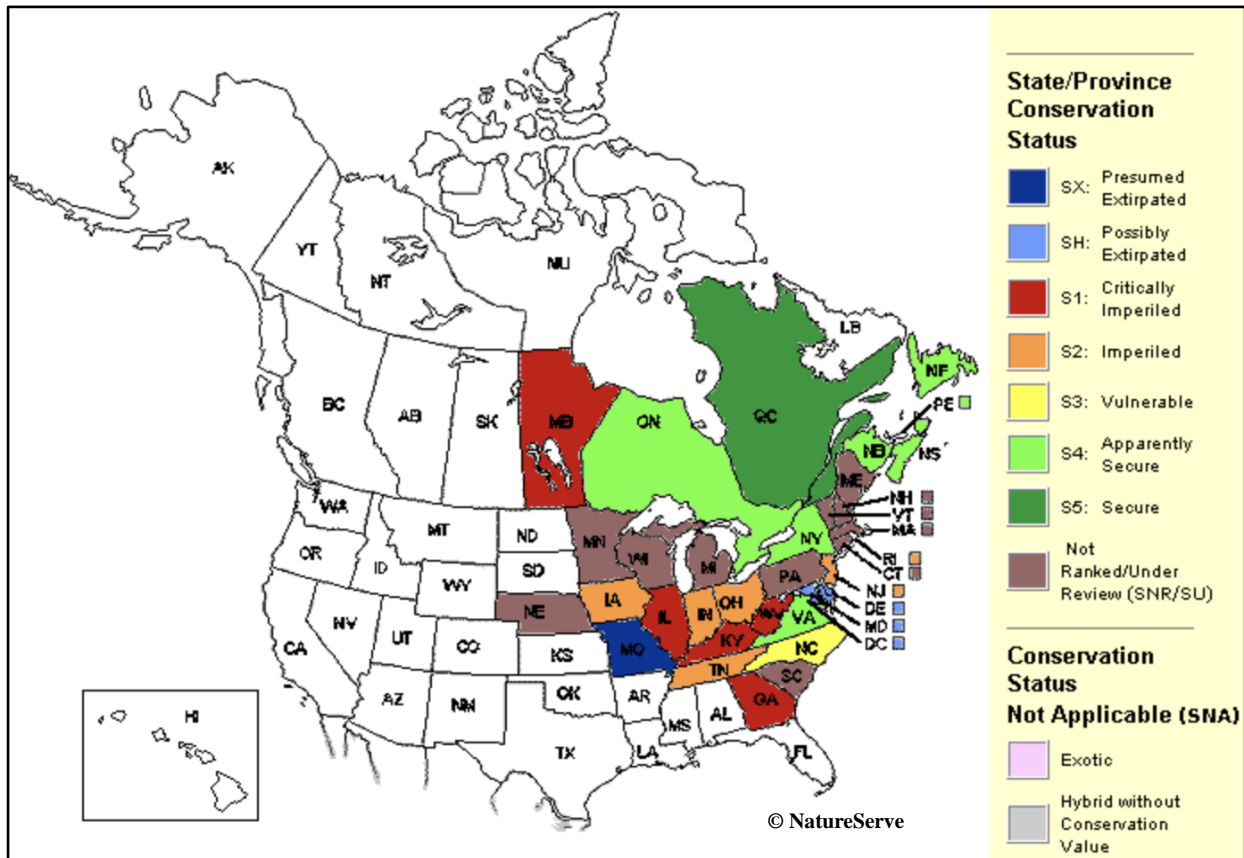 AK
YT
NT
NU
LB
NF
PE
BC
AB
SK
MB
ON
QC
NB
NS
ME
NH
VT
MA
WA
MT
ND
MN
WI
MI
NY
RI
CT
OR
ID
WY
SD
PA
NJ
DE
MD
DC
NE
IA
IL
IN
OH
WV
VA
CA
NV
UT
CO
KS
MO
KY
NC
TN
SC
AZ
NM
OK
AR
MS
AL
GA
TX
LA
FL
HI
© NatureServe
State/Province
Conservation
Status
SX: Presumed
Extirpated
SH: Possibly
Extirpated
S1: Critically
Imperiled
S2: Imperiled
S3: Vulnerable
S4: Apparently
Secure
S5: Secure
Not
Ranked/Under
Review (SNR/SU)
Conservation
Status
Not Applicable (SNA)
Exotic
Hybrid without
Conservation
Value